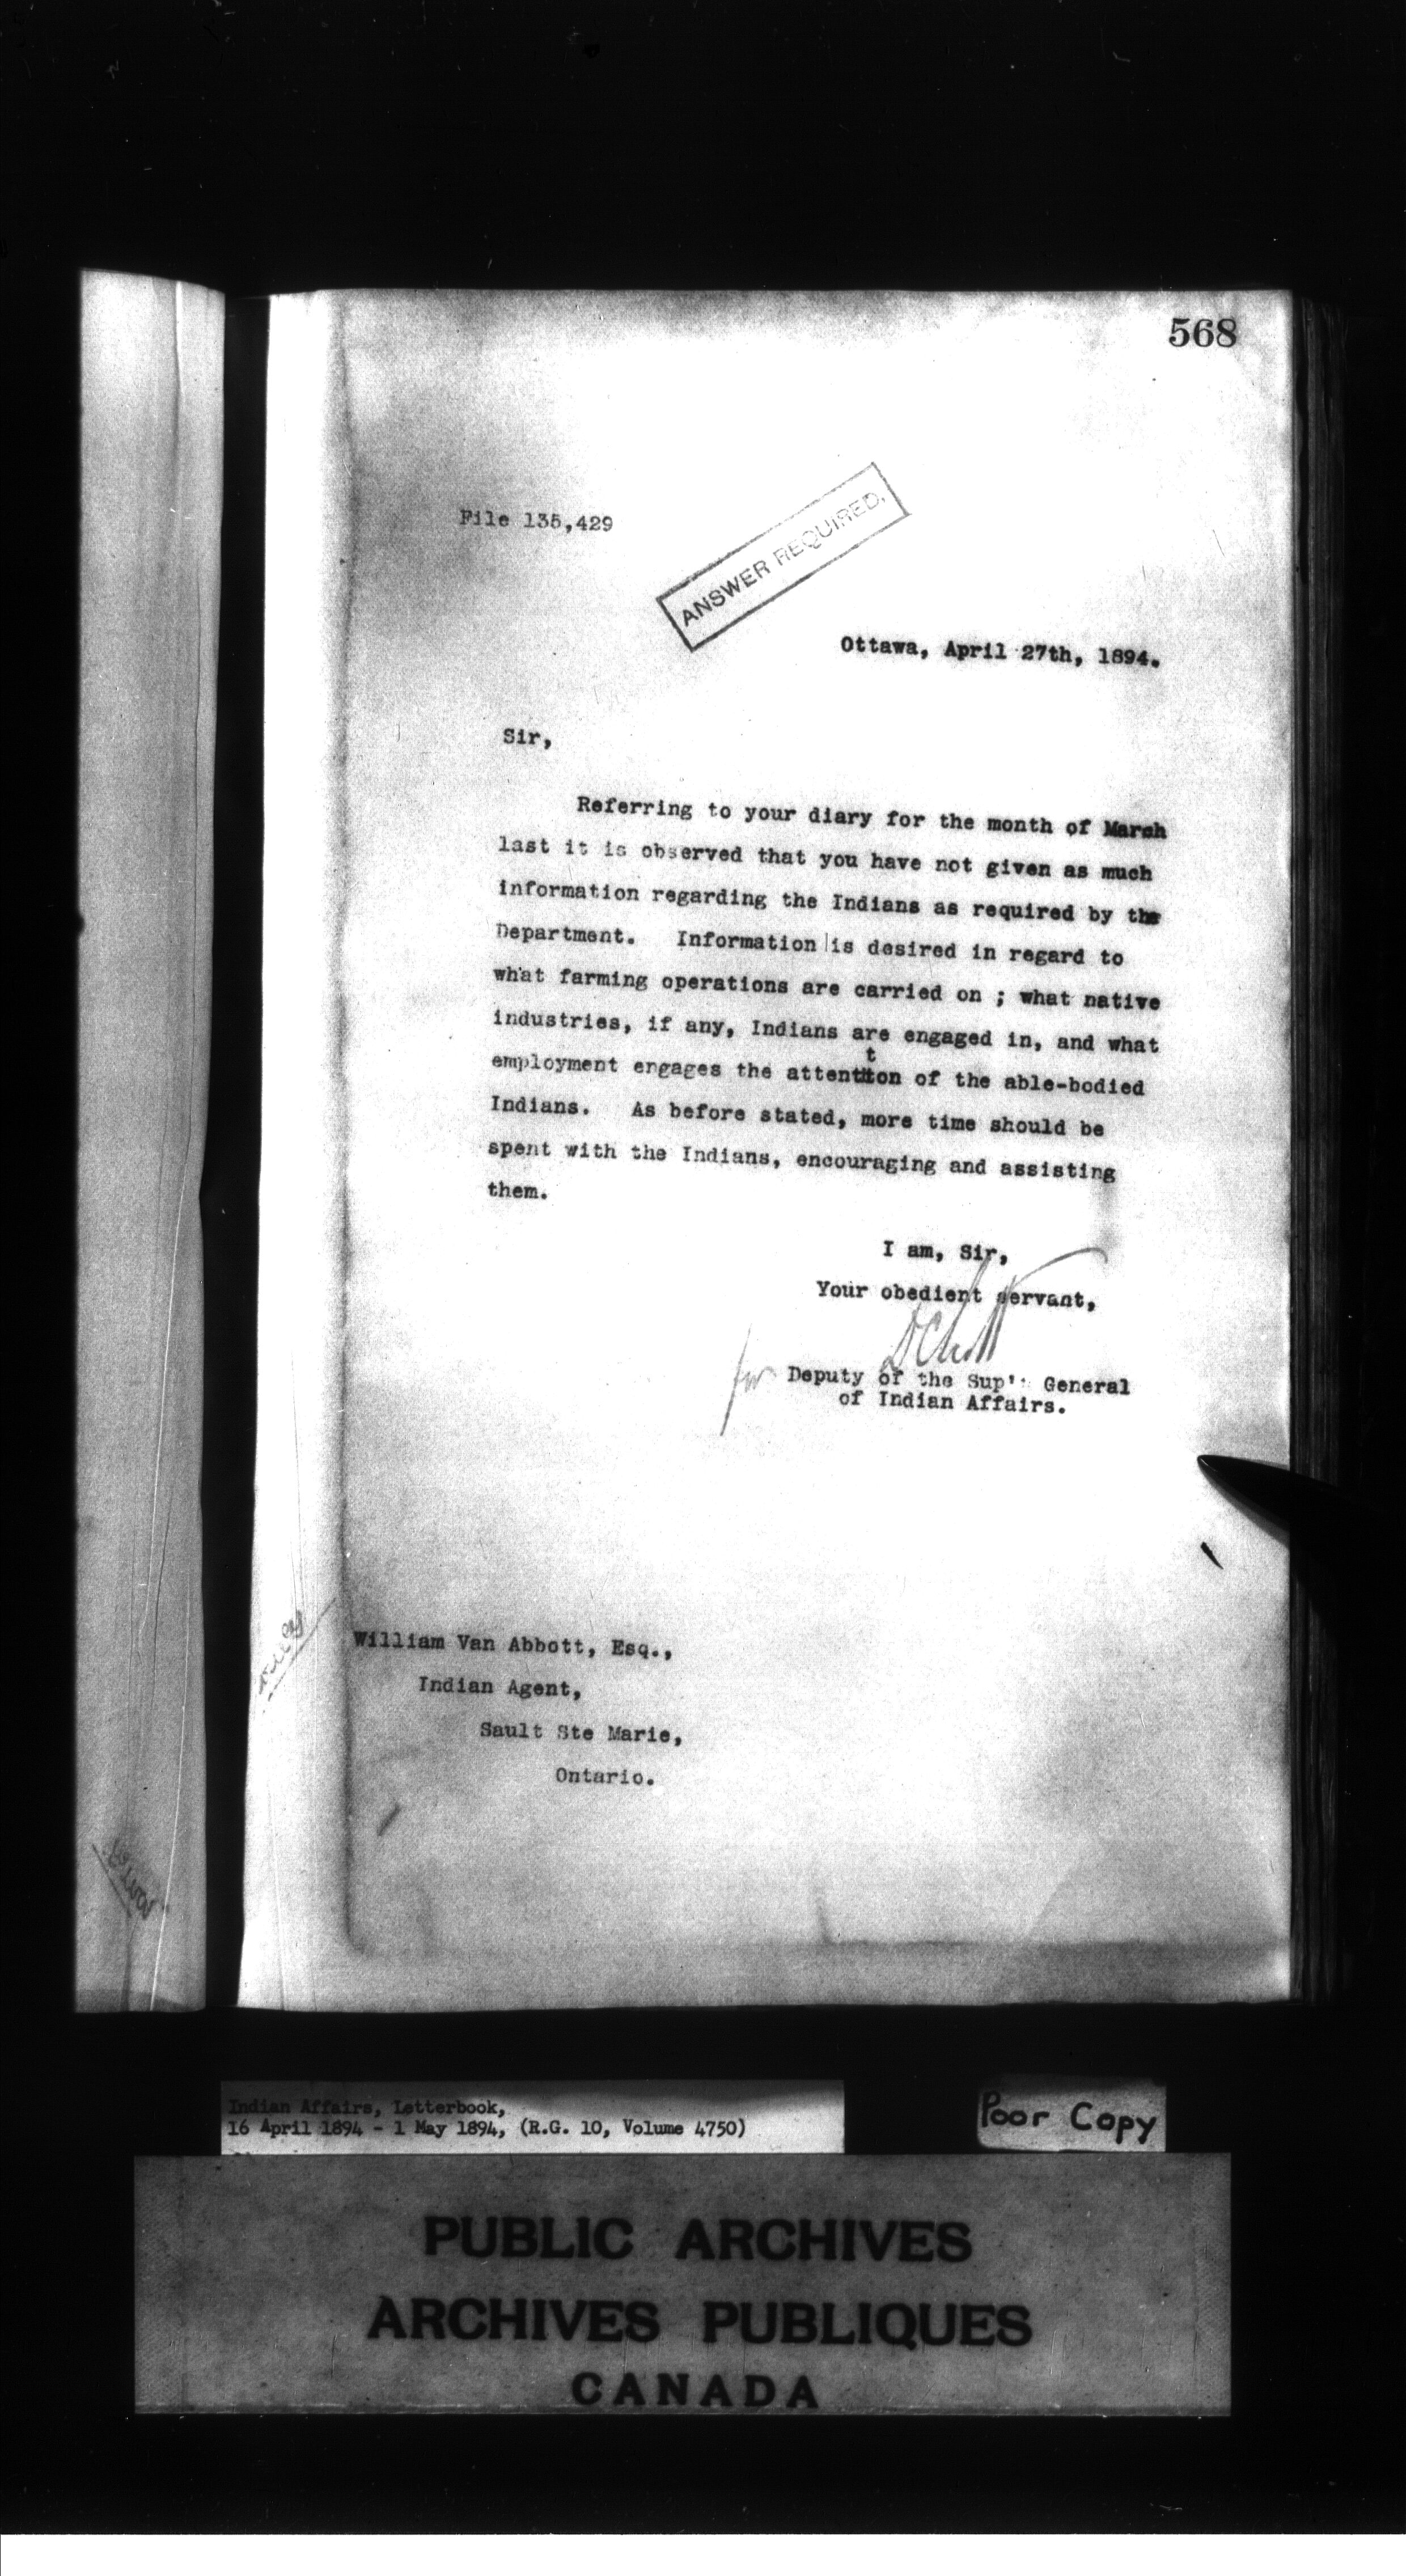 568
File 135,429
ANSWER REQUIRED.
Ottawa, April 27th, 1894.
Sir,
Referring to your diary for the month of March
last it is observed that you have not given as much
information regarding the Indians as required by the
Department. Information is desired in regard to
what farming operations are carried on ; what native
industries, if any, Indians are engaged in, and what
employment engages the attention of the able-bodied
Indians. As before stated, more time should be
spent with the Indians, encouraging and assisting
them.
I am, Sir,
Your obedient servant,
for Deputy of the Sup't General
of Indian Affairs.
William Van Abbott, Esq.,
Indian Agent,
Sault Ste Marie,
Ontario.
Indian Affairs, Letterbook,
16 April 1894 - 1 May 1894, (R.G. 10, Volume 4750)
Poor Copy
PUBLIC ARCHIVES
ARCHIVES PUBLIQUES
CANADA